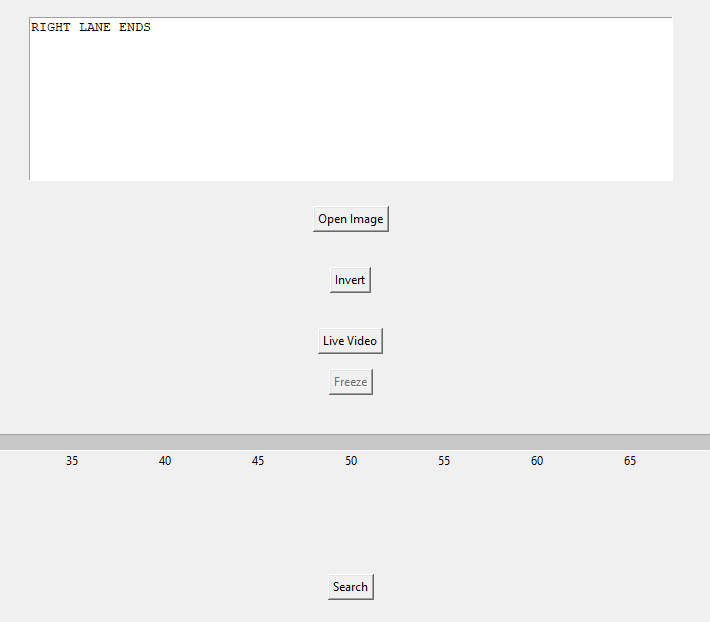 RIGHT LANE ENDS
Open Image
Invert
Live Video
Freeze
35 40 45 50 55 60 65
Search